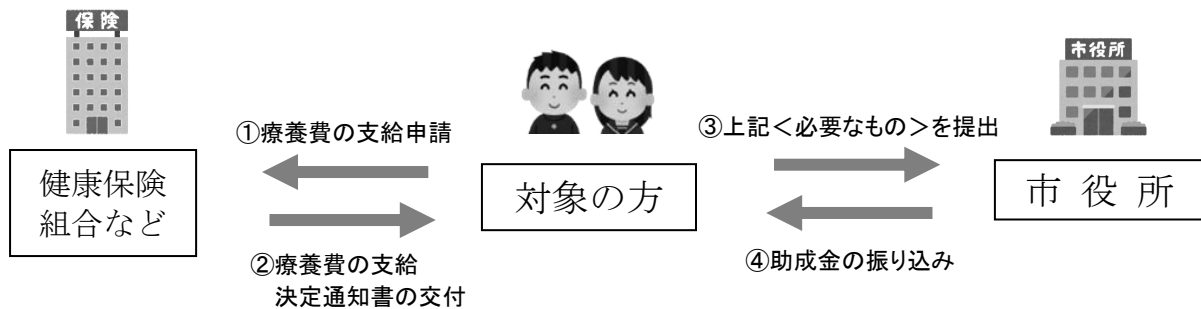 保険
市役所
①療養費の支給申請
③上記＜必要なもの＞を提出
健康保険
組合など
対象の方
市役所
②療養費の支給
決定通知書の交付
④助成金の振り込み